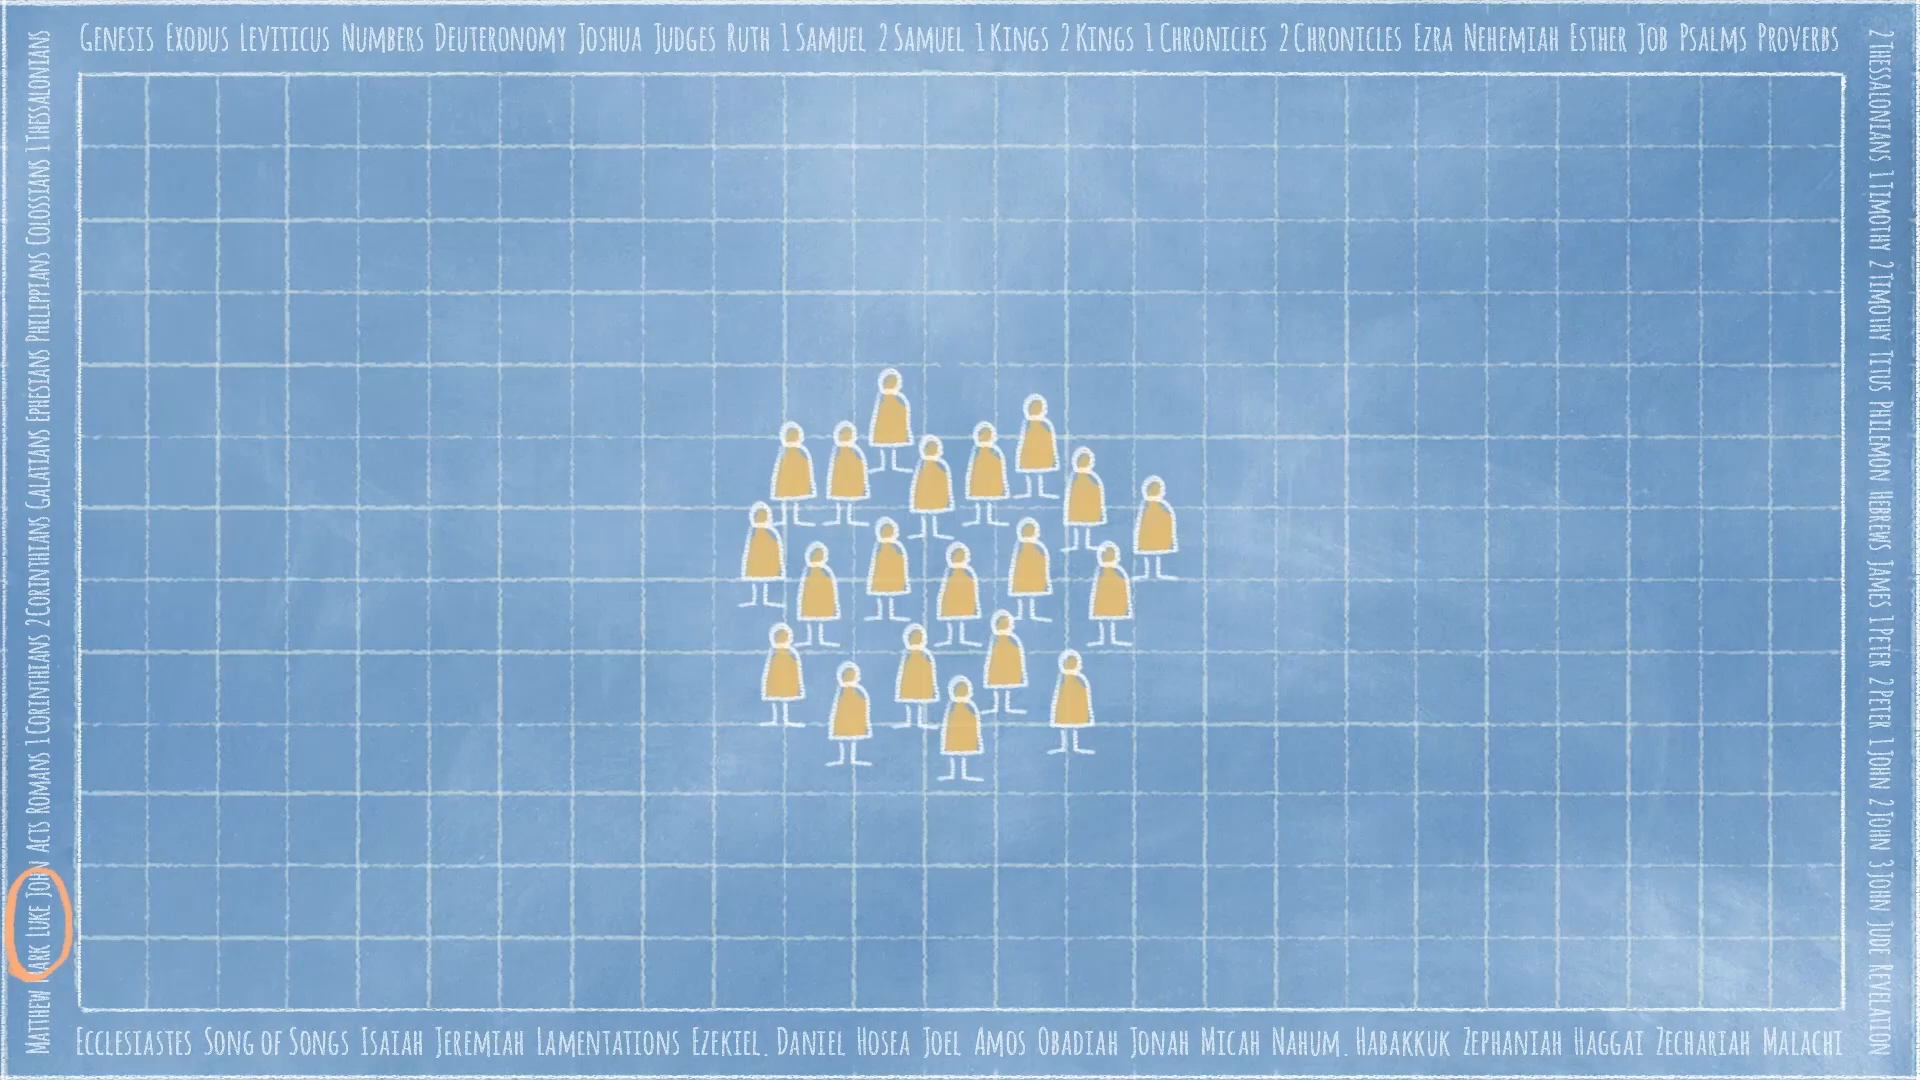 Genesis Exodus Leviticus Numbers Deuteronomy Joshua Judges Ruth 1 Samuel 2 Samuel 1 Kings 2 Kings 1 Chronicles 2 Chronicles Ezra Nehemiah Esther Job Psalms Proverbs
Ecclesiastes Song of Songs Isaiah Jeremiah Lamentations Ezekiel. Daniel Hosea Joel Amos Obadiah Jonah Micah Nahum. Habakkuk Zephaniah Haggai Zechariah Malachi
Matthew Mark Luke John Acts Romans 1 Corinthians 2 Corinthians Galatians Ephesians Philippians Colossians 1 Thessalonians
2 Thessalonians 1 Timothy 2 Timothy Titus Philemon Hebrews James 1 Peter 2 Peter 1 John 2 John 3 John Jude Revelation